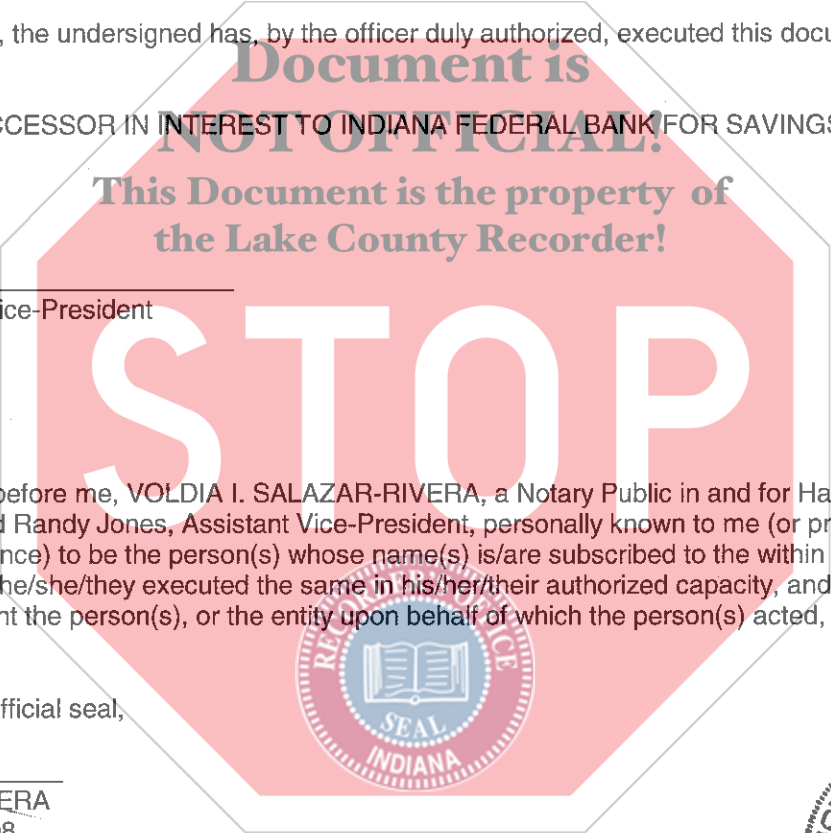 , the undersigned has, by the officer duly authorized, executed this docu
Document is
CCESSOR IN INTEREST TO INDIANA FEDERAL BANK FOR SAVINGS
NOT OFFICIAL!
This Document is the property of
the Lake County Recorder!
ice-President
STOP
before me, VOLDIA I. SALAZAR-RIVERA, a Notary Public in and for Ha
d Randy Jones, Assistant Vice-President, personally known to me (or pr
nce) to be the person(s) whose name(s) is/are subscribed to the within
he/she/they executed the same in his/her/their authorized capacity, and
nt the person(s), or the entity upon behalf of which the person(s) acted,
RECORDER'S OFFICE
SEAL
INDIANA
fficial seal,
ERA